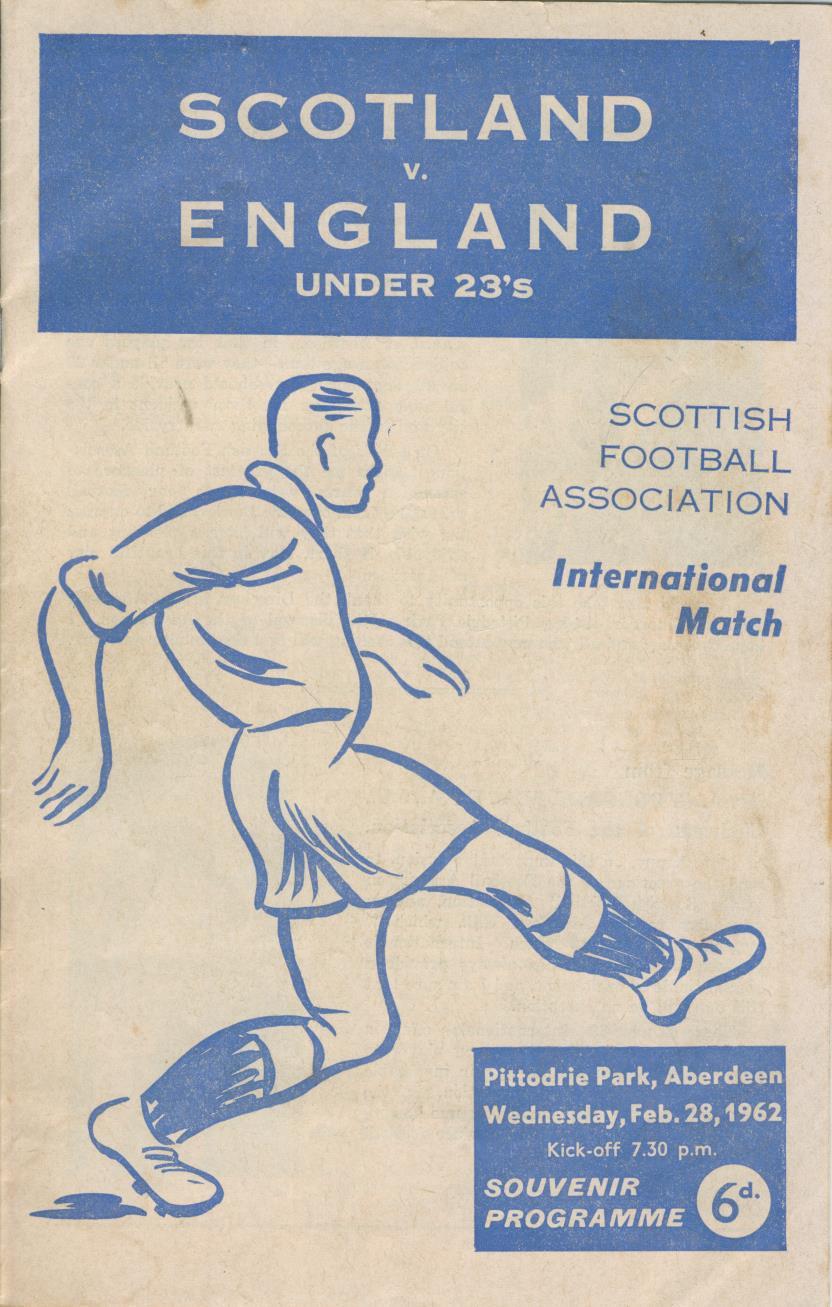 SCOTLAND
v.
ENGLAND
UNDER 23's
SCOTTISH
FOOTBALL
ASSOCIATION
International
Match
Pittodrie Park, Aberdeen
Wednesday, Feb. 28, 1962
Kick-off 7.30 p.m.
SOUVENIR
PROGRAMME
6d.